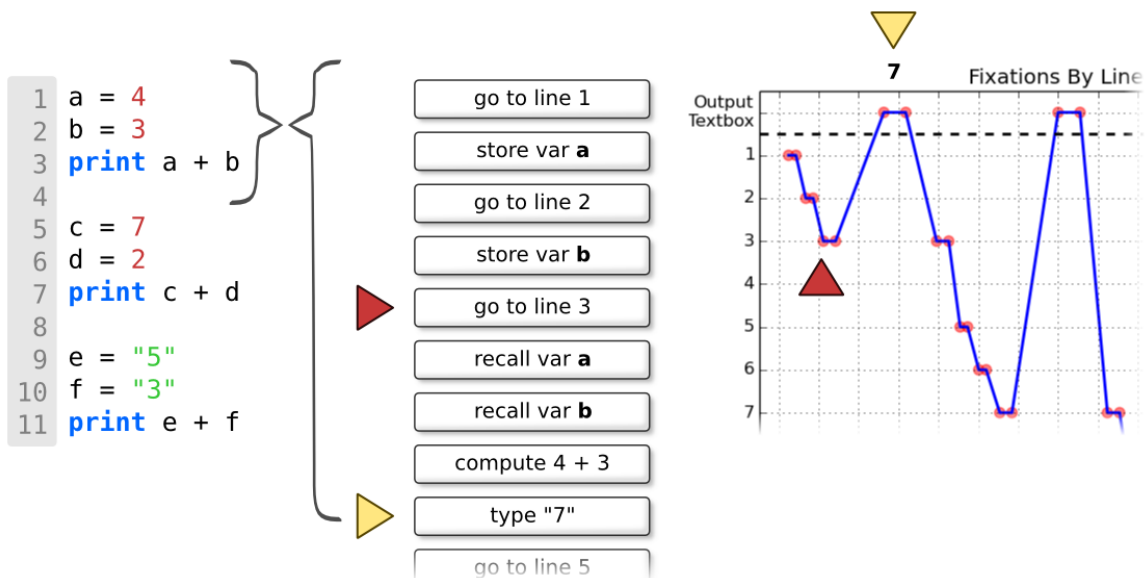 1 a = 4
2 b = 3
3 print a + b
4
5 c = 7
6 d = 2
7 print c + d
8
9 e = "5"
10 f = "3"
11 print e + f
go to line 1
store var a
go to line 2
store var b
go to line 3
recall var a
recall var b
compute 4 + 3
type "7"
go to line 5
7
Fixations By Line
Output
Textbox
1
2
3
4
5
6
7